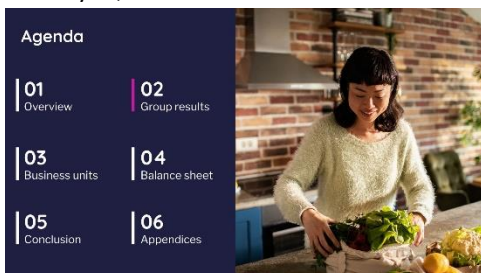 Agenda
01
Overview
02
Group results
03
Business units
04
Balance sheet
05
Conclusion
06
Appendices